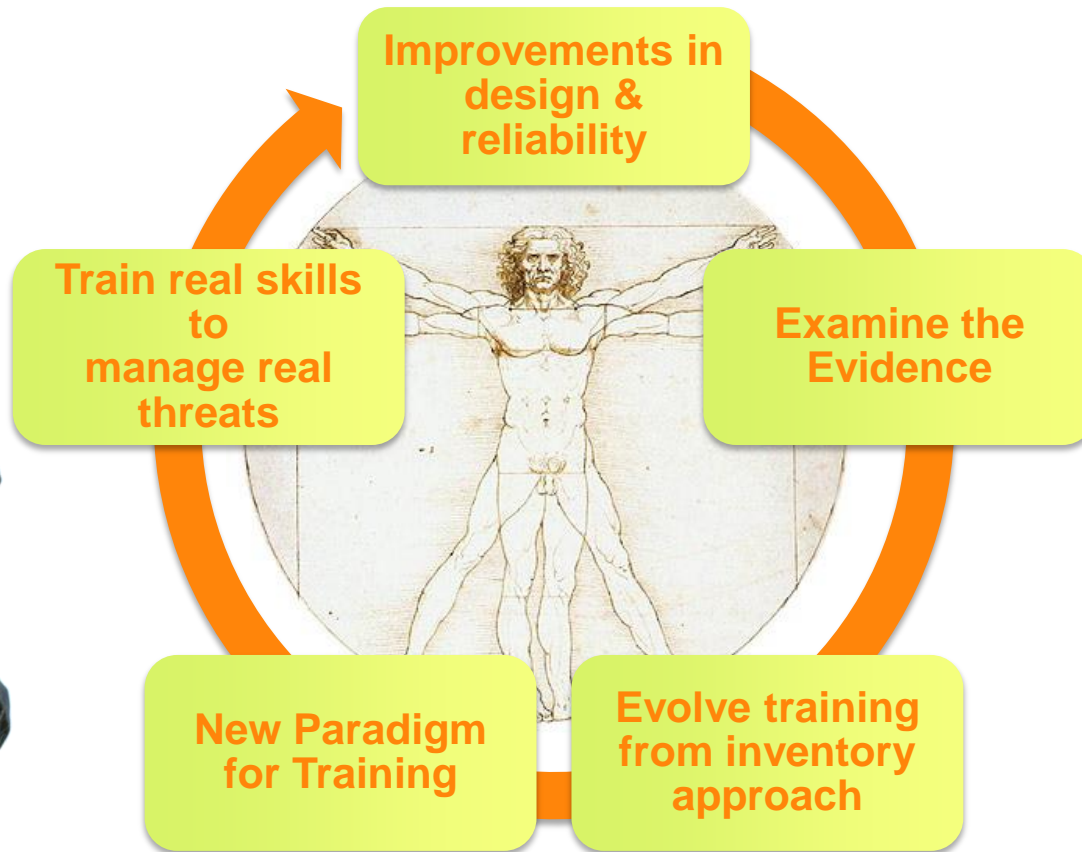 Improvements in
design &
reliability
Examine the
Evidence
Evolve training
from inventory
approach
New Paradigm
for Training
Train real skills
to
manage real
threats